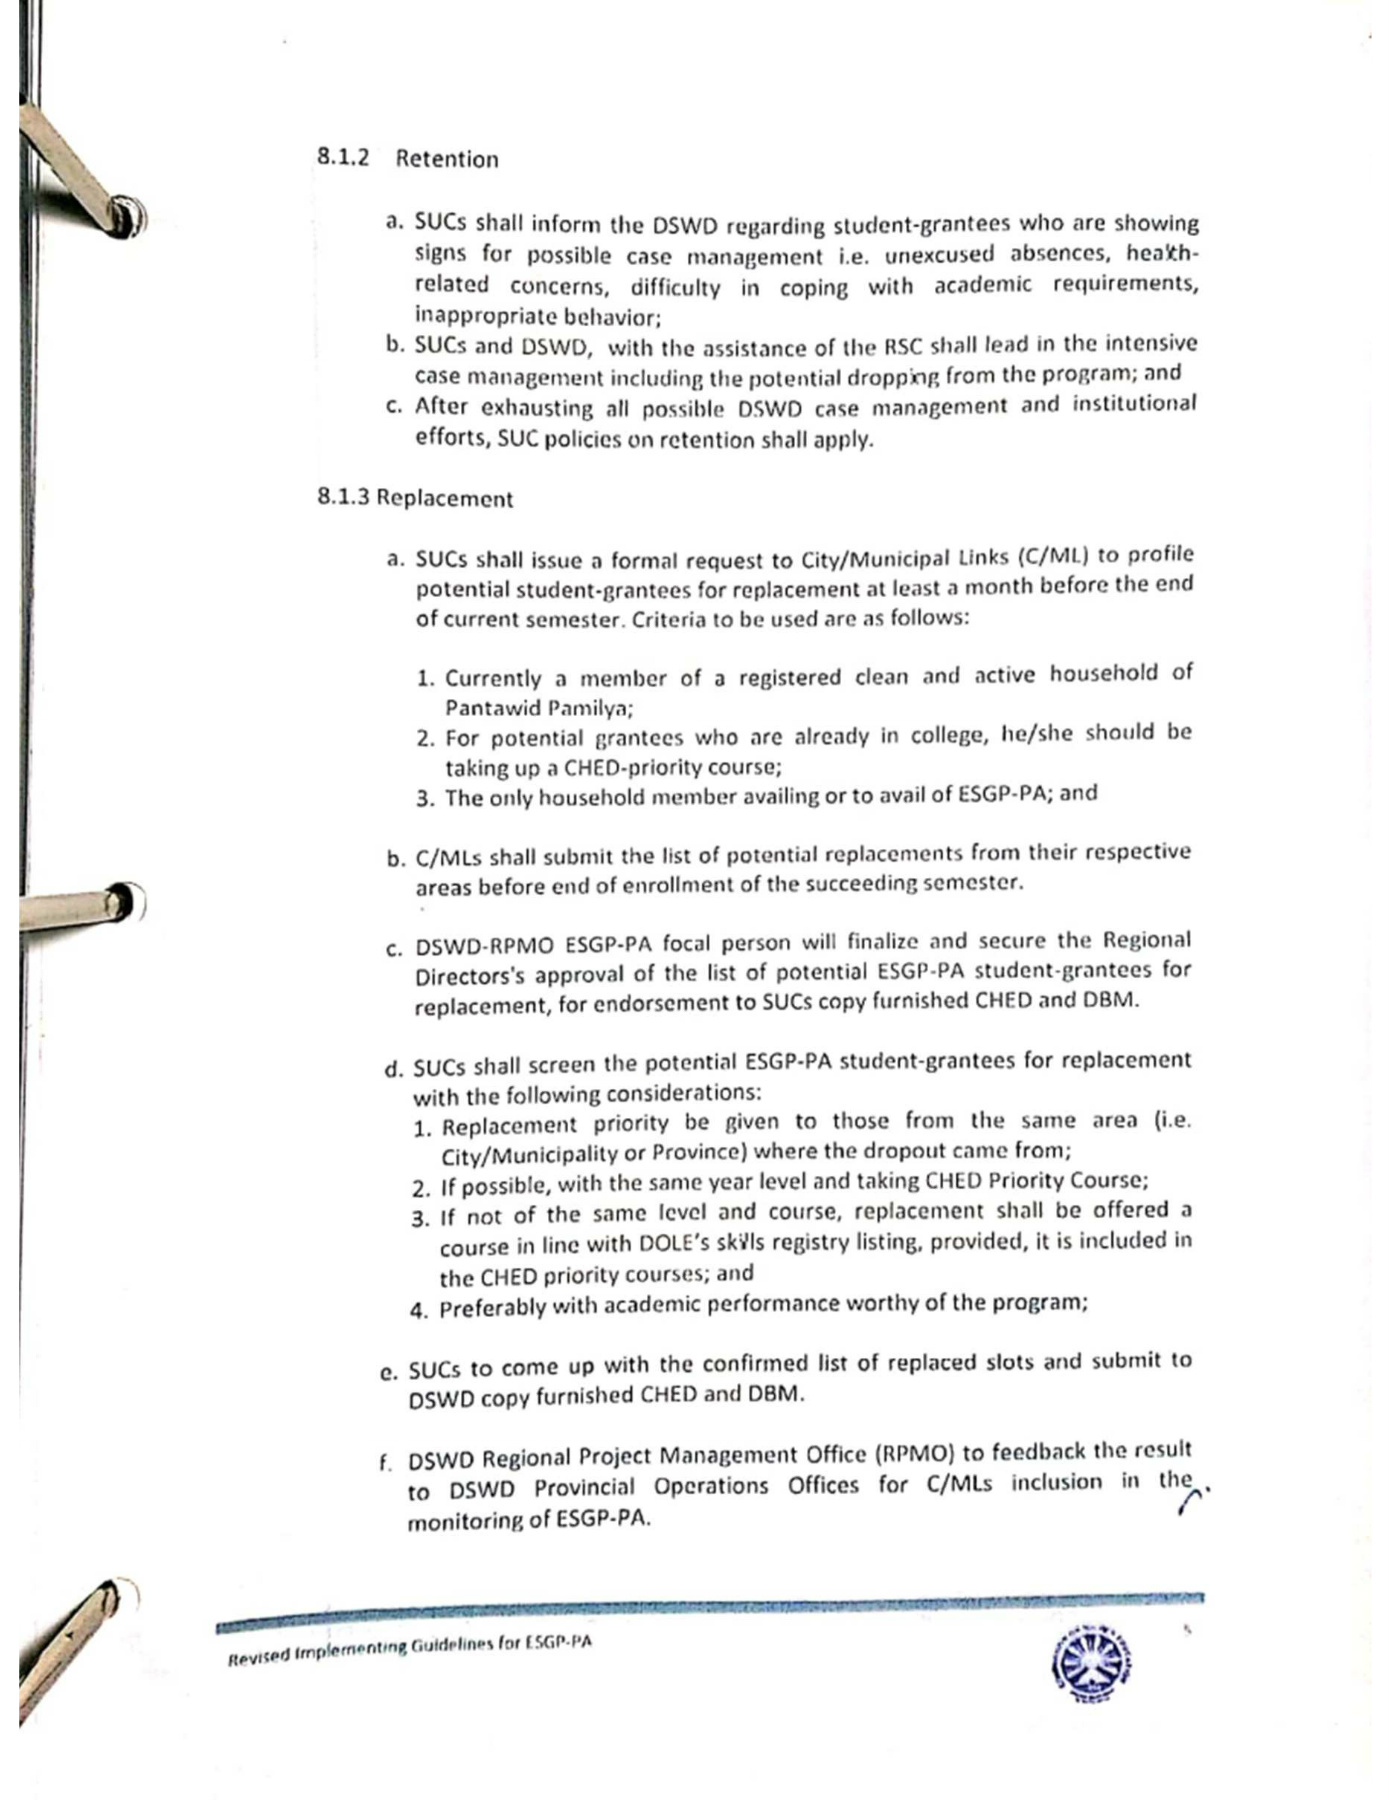 8.1.2 Retention
a. SUCs shall inform the DSWD regarding student-grantees who are showing
signs for possible case management i.e. unexcused absences, health-
related concerns, difficulty in coping with academic requirements,
inappropriate behavior;
b. SUCs and DSWD, with the assistance of the RSC shall lead in the intensive
case management including the potential dropping from the program; and
c. After exhausting all possible DSWD case management and institutional
efforts, SUC policies on retention shall apply.
8.1.3 Replacement
a. SUCs shall issue a formal request to City/Municipal Links (C/ML) to profile
potential student-grantees for replacement at least a month before the end
of current semester. Criteria to be used are as follows:
1. Currently a member of a registered clean and active household of
Pantawid Pamilya;
2. For potential grantees who are already in college, he/she should be
taking up a CHED-priority course;
3. The only household member availing or to avail of ESGP-PA; and
b. C/MLs shall submit the list of potential replacements from their respective
areas before end of enrollment of the succeeding semester.
c. DSWD-RPMO ESGP-PA focal person will finalize and secure the Regional
Directors's approval of the list of potential ESGP-PA student-grantees for
replacement, for endorsement to SUCs copy furnished CHED and DBM.
d. SUCs shall screen the potential ESGP-PA student-grantees for replacement
with the following considerations:
1. Replacement priority be given to those from the same area (i.e.
City/Municipality or Province) where the dropout came from;
2. If possible, with the same year level and taking CHED Priority Course;
3. If not of the same level and course, replacement shall be offered a
course in line with DOLE's skills registry listing, provided, it is included in
the CHED priority courses; and
4. Preferably with academic performance worthy of the program;
e. SUCs to come up with the confirmed list of replaced slots and submit to
DSWD copy furnished CHED and DBM.
f. DSWD Regional Project Management Office (RPMO) to feedback the result
to DSWD Provincial Operations Offices for C/MLs inclusion in the
monitoring of ESGP-PA.
Revised Implementing Guidelines for ESGP-PA